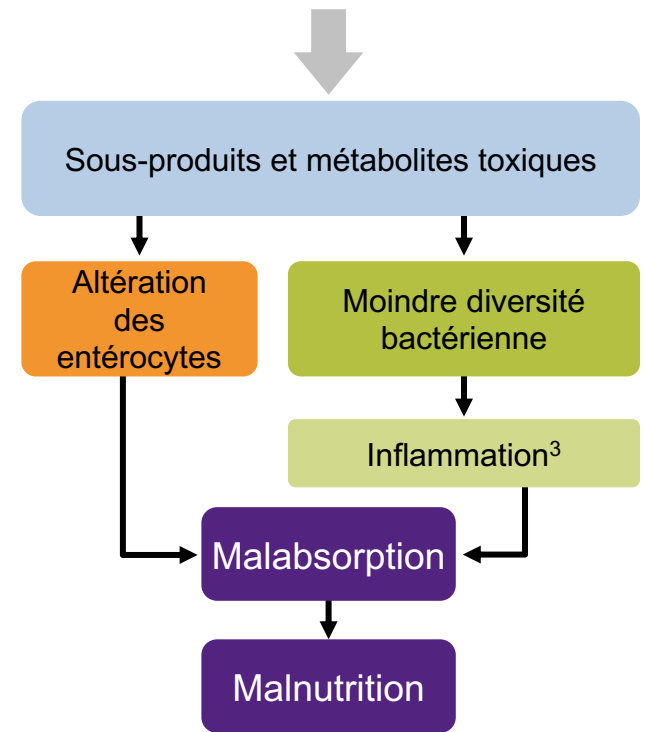 Sous-produits et métabolites toxiques
Altération
des
entérocytes
Moindre diversité
bactérienne
Inflammation³
Malabsorption
Malnutrition